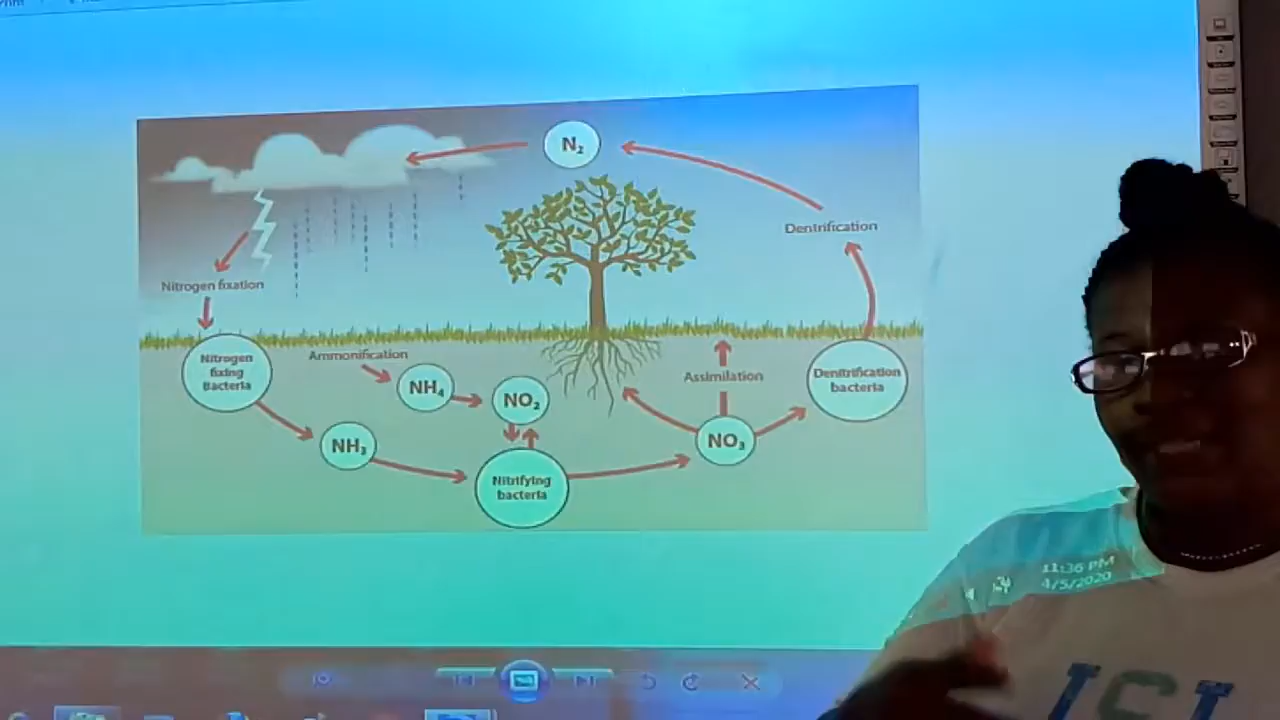 N₂
Dentrification
Nitrogen fixation
Ammonification
Nitrogen
fixing
Bacteria
NH₄
NO₂
Assimilation
Denitrification
bacteria
NH₃
NO₃
Nitrifying
bacteria
11:36 PM
4/5/2020